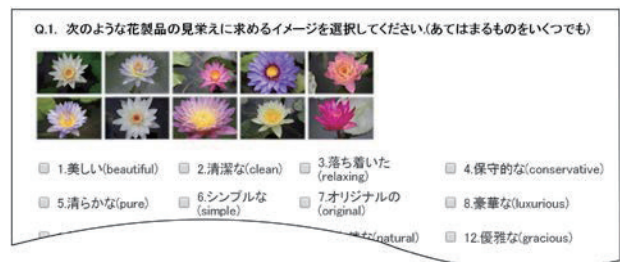 Q.1. 次のような花製品の見栄えに求めるイメージを選択してください.(あてはまるものをいくつでも)
1.美しい(beautiful) 2.清潔な(clean) 3.落ち着いた(relaxing) 4.保守的な(conservative)
5.清らかな(pure) 6.シンプルな(simple) 7.オリジナルの(original) 8.豪華な(luxurious)
(natural) 12.優雅な(gracious)